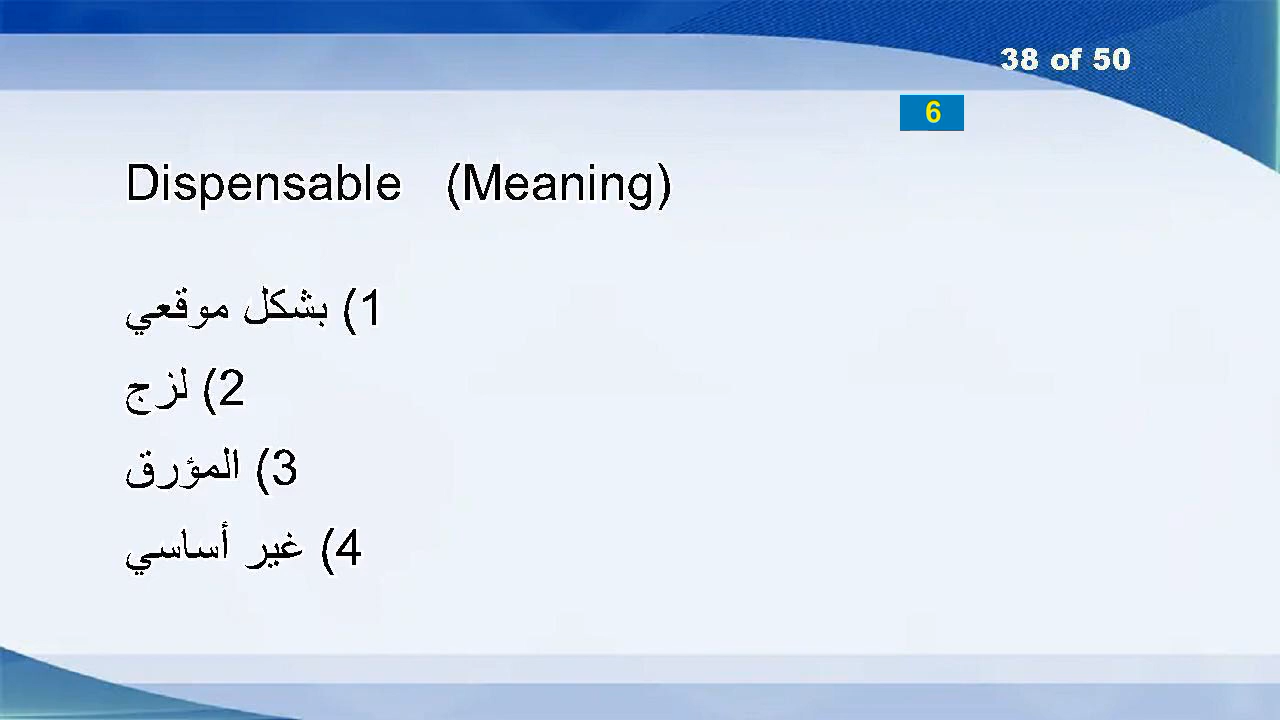 38 of 50
6
Dispensable (Meaning)
1) بشكل موقعي
2) لزج
3) المؤرق
4) غير أساسي